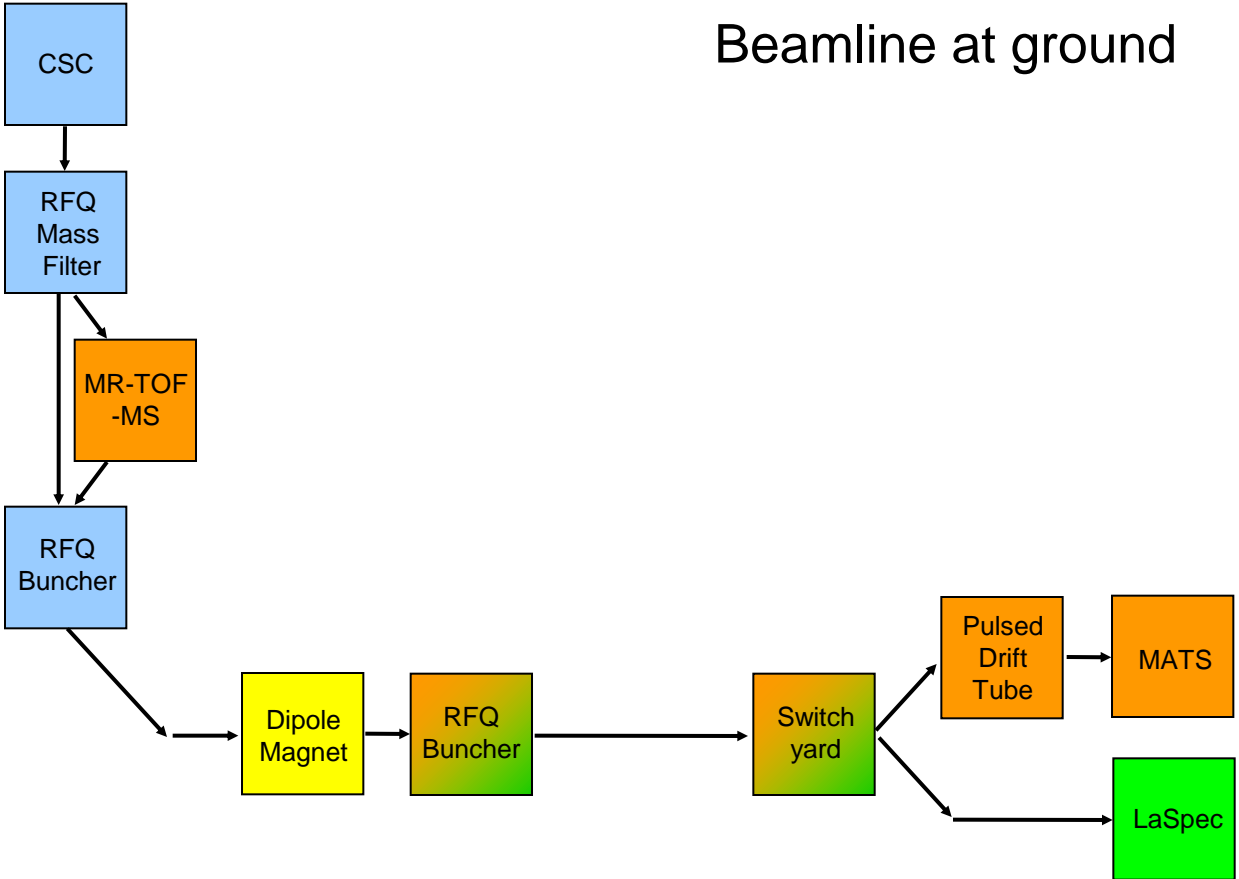 Beamline at ground
CSC
RFQ
Mass
Filter
MR-TOF
-MS
RFQ
Buncher
Dipole
Magnet
RFQ
Buncher
Switch
yard
Pulsed
Drift
Tube
MATS
LaSpec